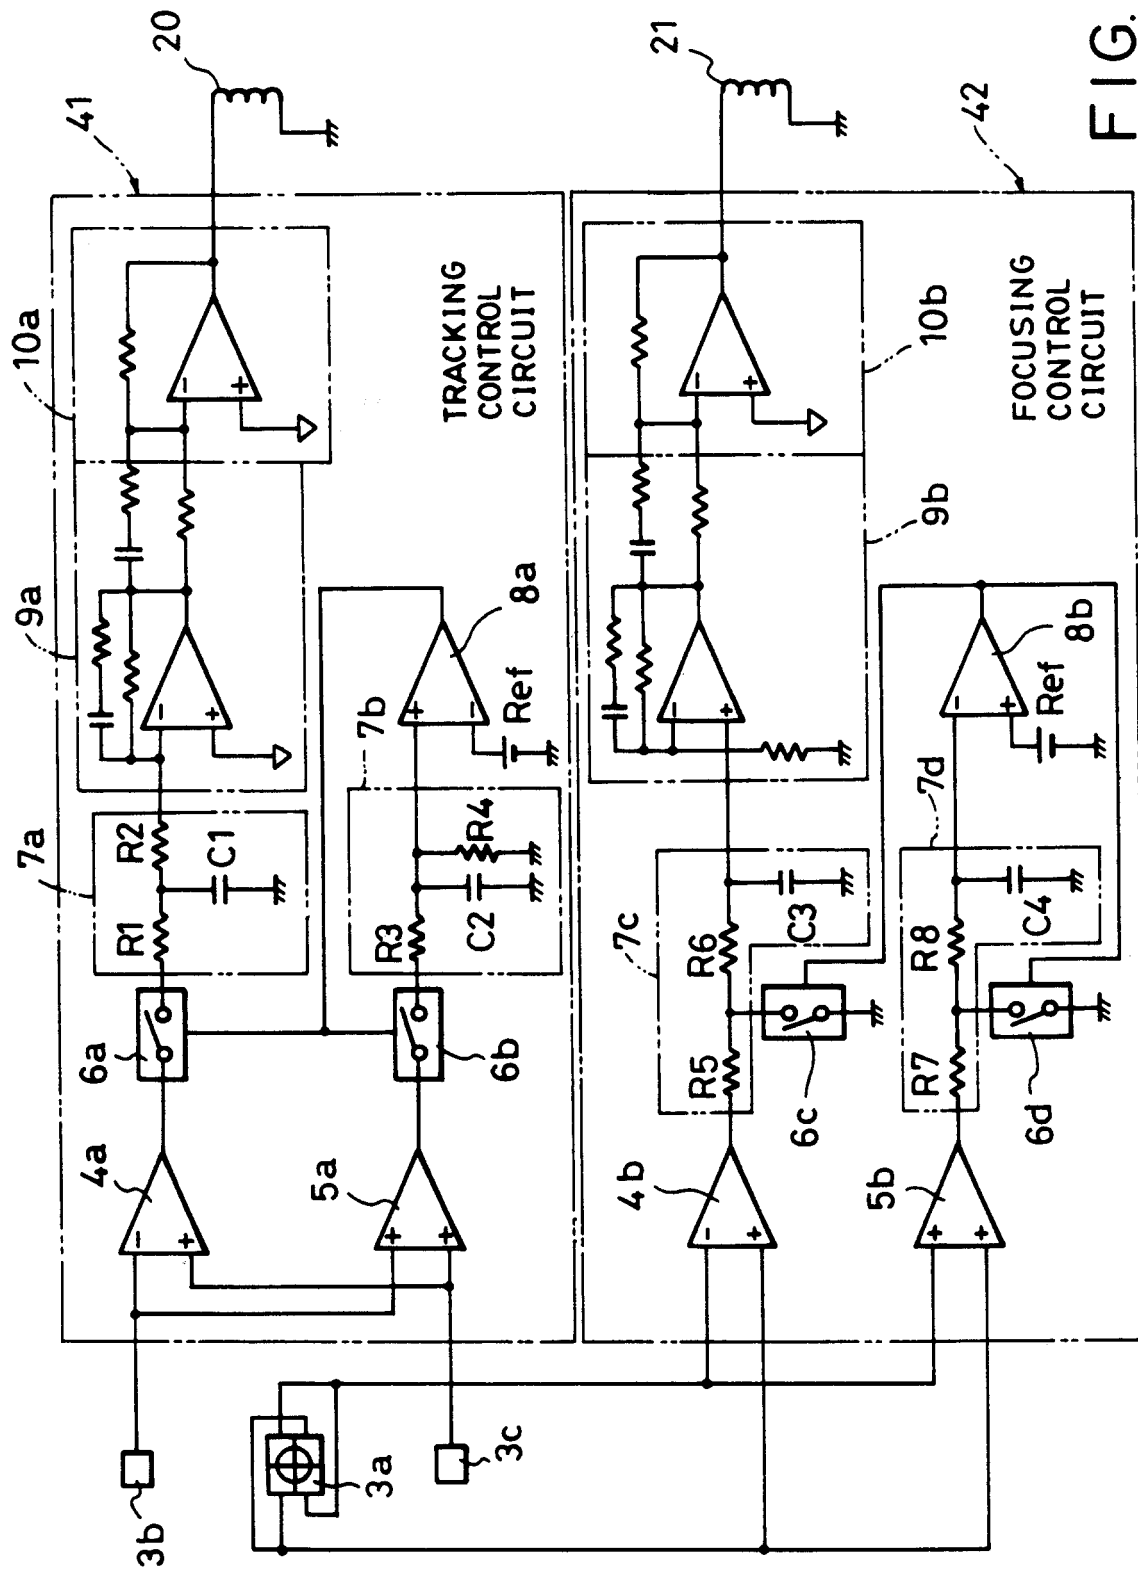 20
41
10a
9a
7a
R2
C1
R1
6a
4a
3b
TRACKING
CONTROL
CIRCUIT
8a
Ref
7b
R4
C2
R3
6b
5a
3a
3c
21
42
10b
9b
FOCUSING
CONTROL
CIRCUIT
8b
Ref
7c
R6
C3
R5
6c
4b
7d
R8
C4
R7
6d
5b
FIG.